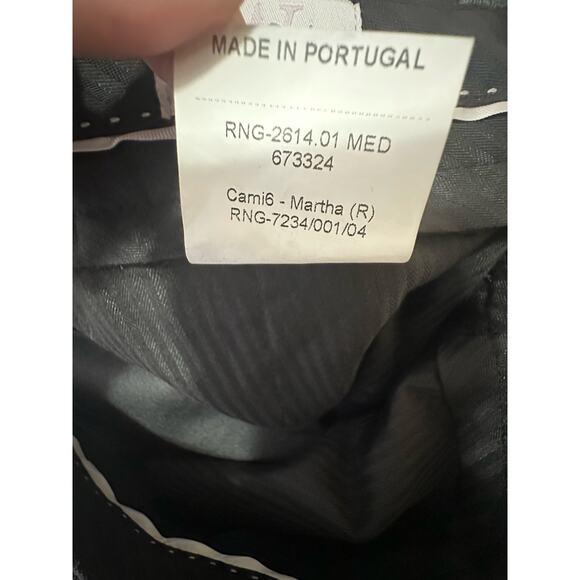 MADE IN PORTUGAL
RNG-2614.01 MED
673324
Cami6 - Martha (R)
RNG-7234/001/04